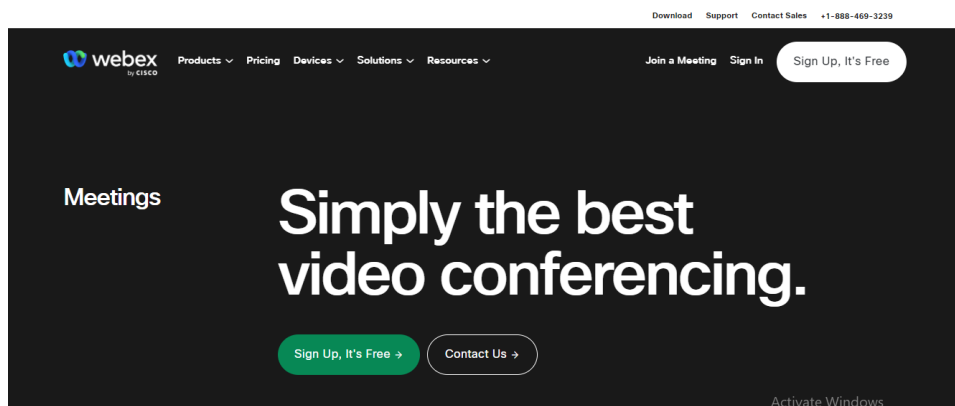 Download Support Contact Sales +1-888-469-3239
webex Products Pricing Devices Solutions Resources Join a Meeting Sign In Sign Up, It's Free
by CISCO
Meetings
Simply the best
video conferencing.
Sign Up, It's Free → Contact Us →
Activate Windows